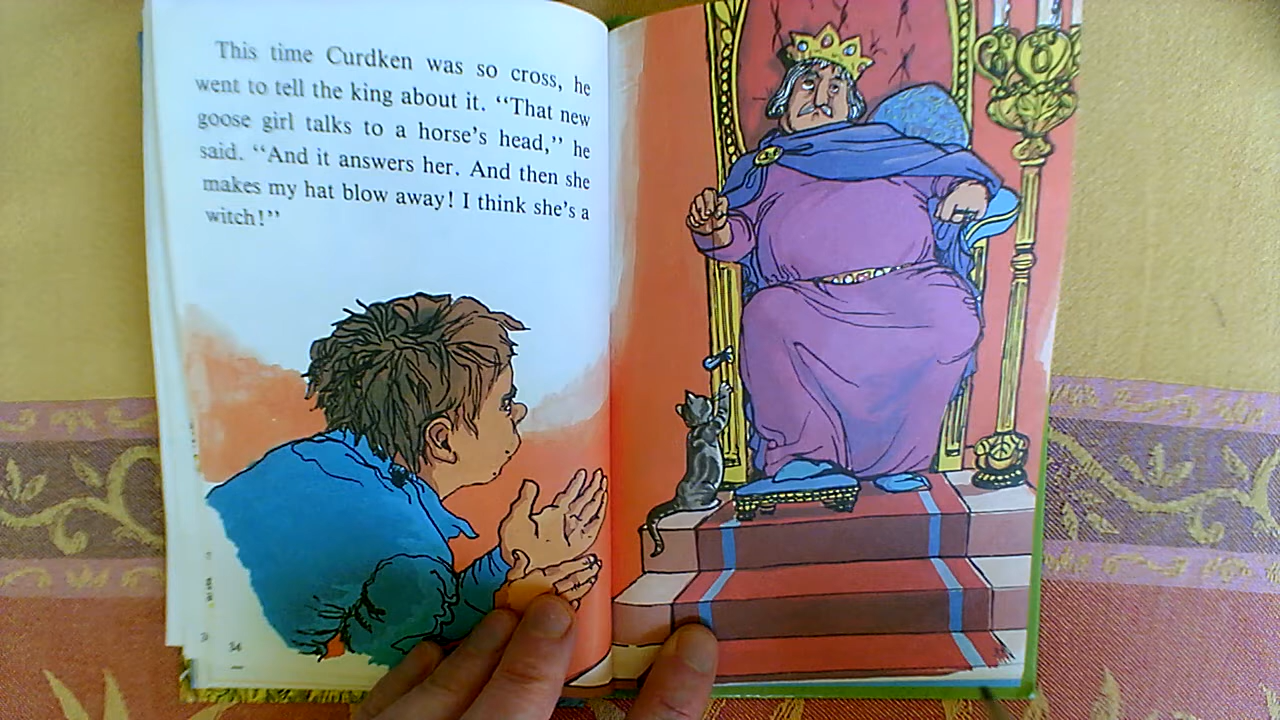 This time Curdken was so cross, he
went to tell the king about it. “That new
goose girl talks to a horse’s head,” he
said. “And it answers her. And then she
makes my hat blow away! I think she’s a
witch!”
34